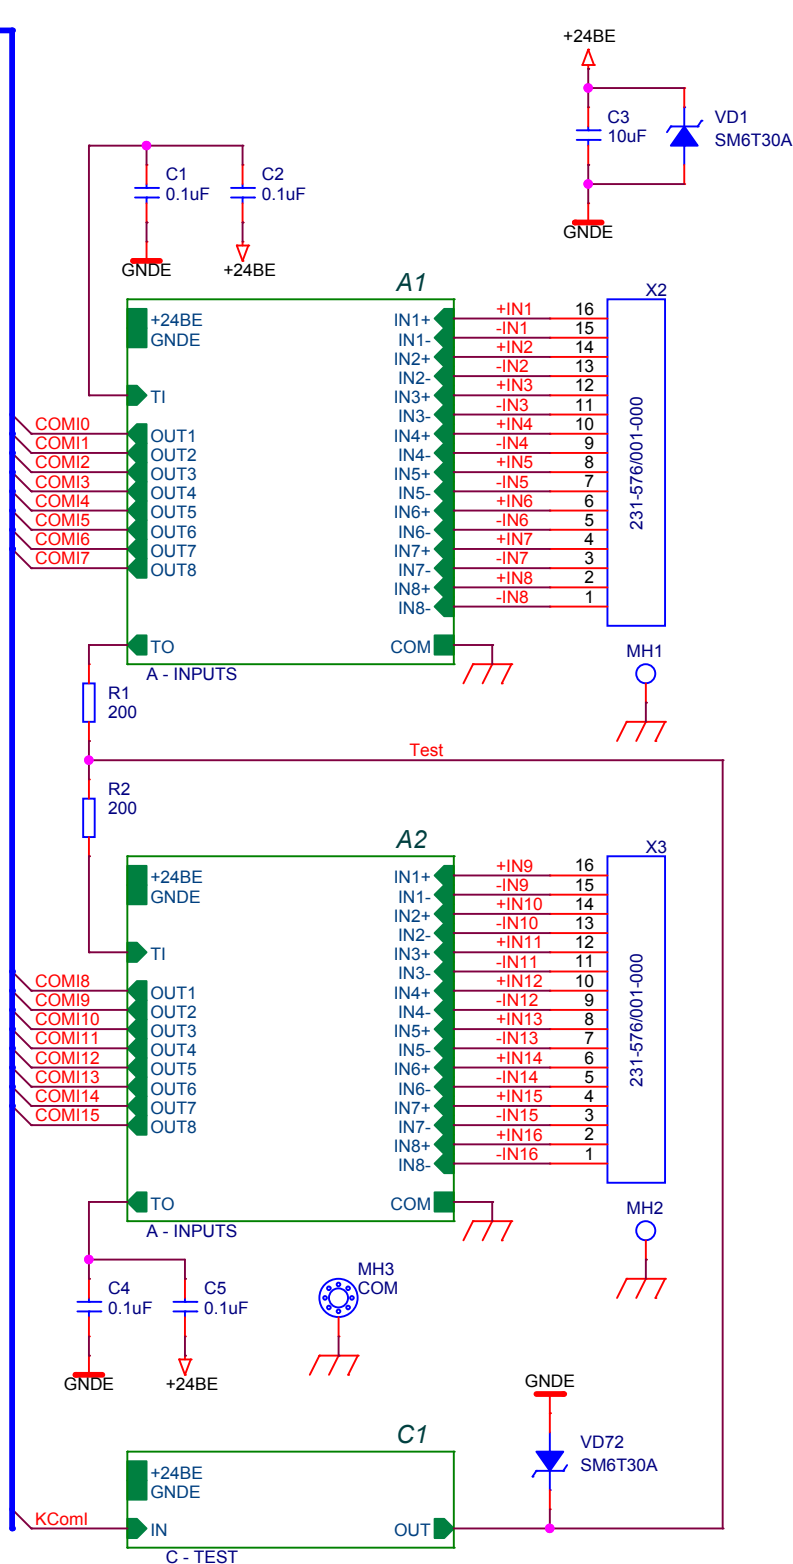 +24BE
C3
10uF
VD1
SM6T30A
GNDE
C1
0.1uF
C2
0.1uF
GNDE
+24BE
A1
+24BE
GNDE
TI
OUT1
OUT2
OUT3
OUT4
OUT5
OUT6
OUT7
OUT8
TO
COMI0
COMI1
COMI2
COMI3
COMI4
COMI5
COMI6
COMI7
IN1+
IN1-
IN2+
IN2-
IN3+
IN3-
IN4+
IN4-
IN5+
IN5-
IN6+
IN6-
IN7+
IN7-
IN8+
IN8-
COM
A - INPUTS
+IN1 16
-IN1 15
+IN2 14
-IN2 13
+IN3 12
-IN3 11
+IN4 10
-IN4 9
+IN5 8
-IN5 7
+IN6 6
-IN6 5
+IN7 4
-IN7 3
+IN8 2
-IN8 1
X2
231-576/001-000
MH1
R1
200
Test
R2
200
A2
+24BE
GNDE
TI
OUT1
OUT2
OUT3
OUT4
OUT5
OUT6
OUT7
OUT8
TO
COMI8
COMI9
COMI10
COMI11
COMI12
COMI13
COMI14
COMI15
IN1+
IN1-
IN2+
IN2-
IN3+
IN3-
IN4+
IN4-
IN5+
IN5-
IN6+
IN6-
IN7+
IN7-
IN8+
IN8-
COM
A - INPUTS
+IN9 16
-IN9 15
+IN10 14
-IN10 13
+IN11 12
-IN11 11
+IN12 10
-IN12 9
+IN13 8
-IN13 7
+IN14 6
-IN14 5
+IN15 4
-IN15 3
+IN16 2
-IN16 1
X3
231-576/001-000
MH2
C4
0.1uF
C5
0.1uF
GNDE
+24BE
MH3
COM
GNDE
VD72
SM6T30A
C1
+24BE
GNDE
KComI
IN
OUT
C - TEST